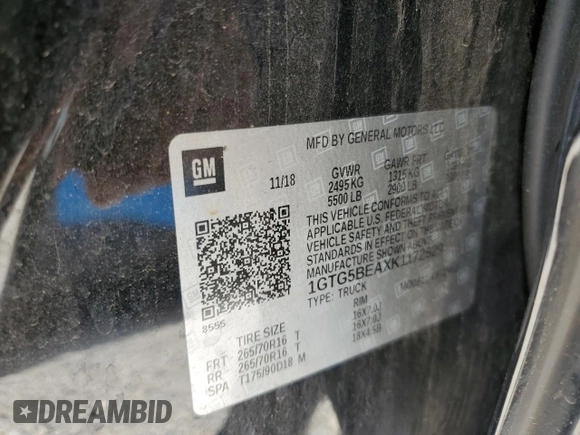 MFD BY GENERAL MOTORS LLC
GM
11/18
GVWR GAWR FRT
2495 KG 1315 KG
5500 LB 2900 LB
THIS VEHICLE CONFORMS TO
APPLICABLE U.S. FEDERAL
VEHICLE SAFETY AND THEFT
STANDARDS IN EFFECT ON
MANUFACTURE SHOWN
1GTG5BEAXK
TYPE: TRUCK
8555
TIRE SIZE RIM
FRT 265/70R16 T 16X7.0J
RR 265/70R16 T 16X7.0J
SPA T175/90D18 M 18X4.5B
DREAMBID